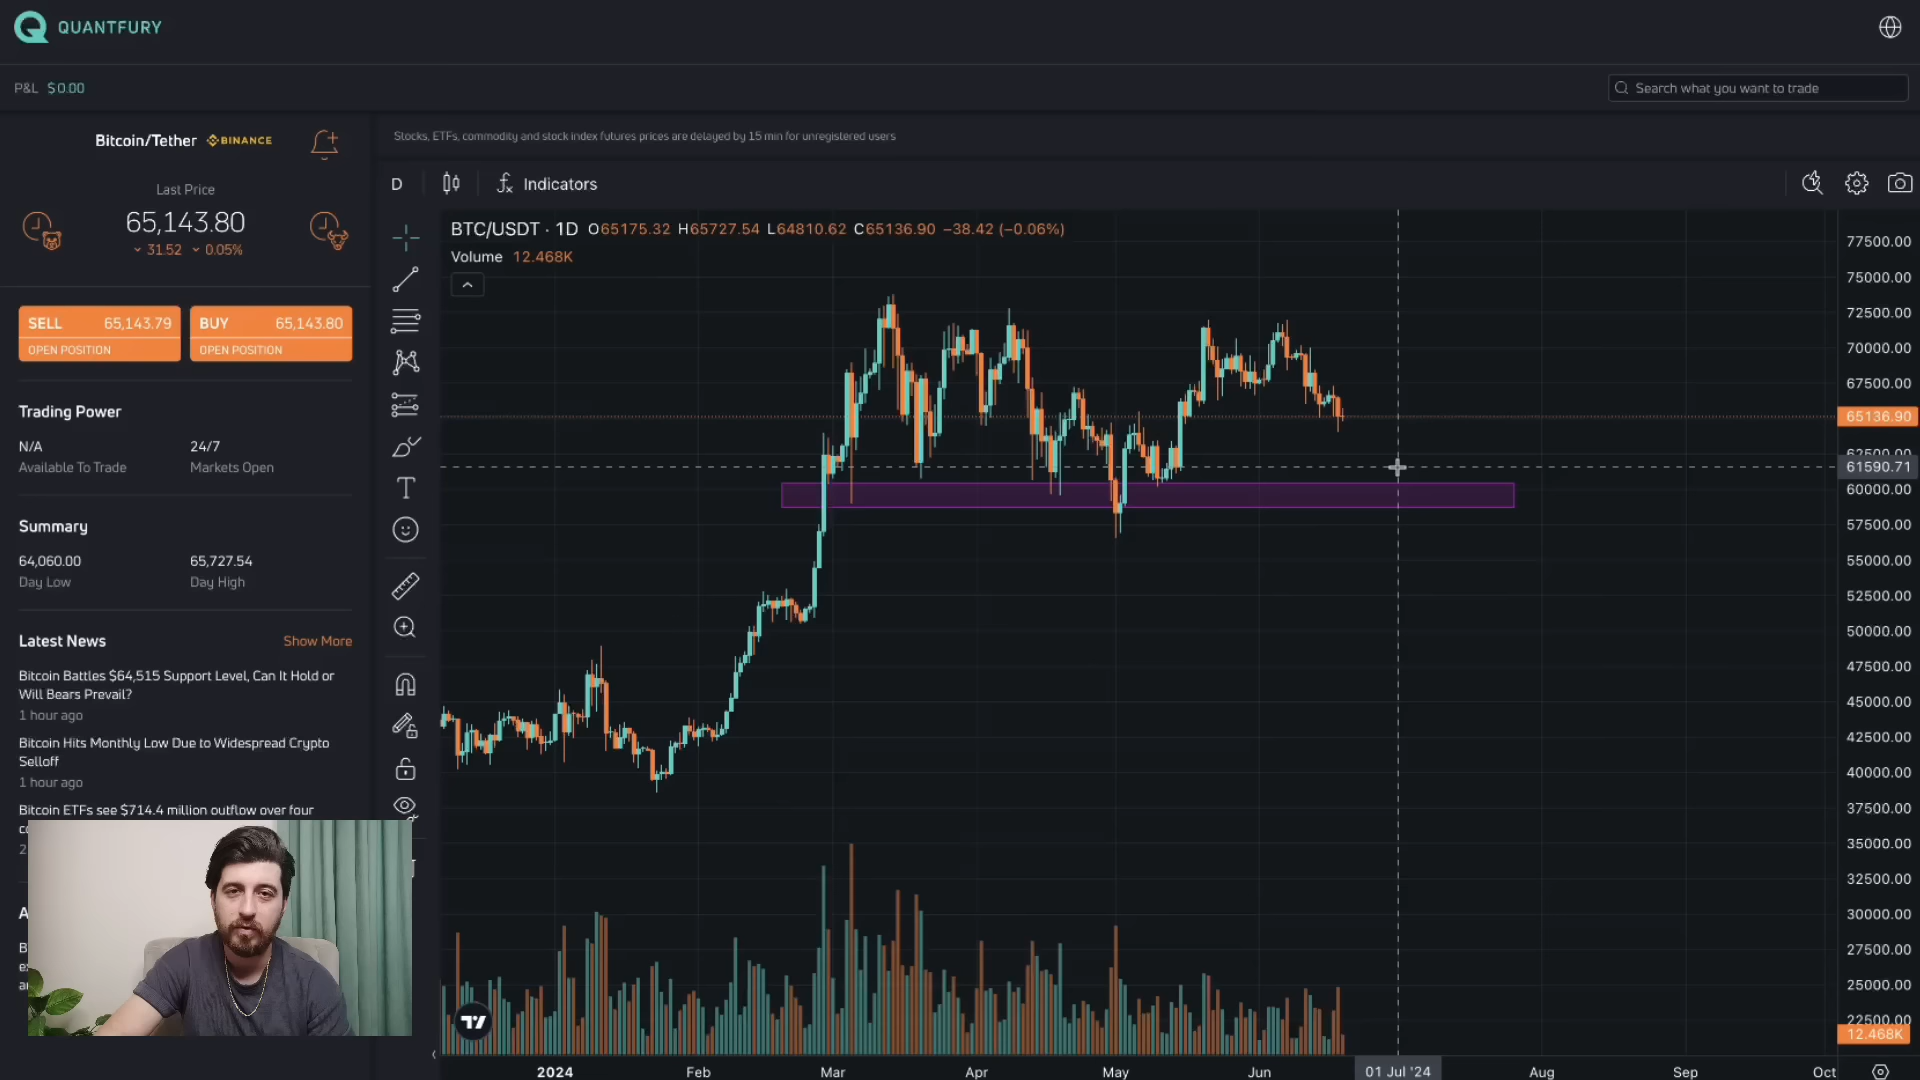 QUANTFURY
P&L $0.00
Search what you want to trade
Bitcoin/Tether BINANCE
Stocks, ETFs, commodity and stock index futures prices are delayed by 15 min for unregistered users
Last Price
65,143.80
31.52 0.05%
D
Indicators
BTC/USDT · 1D O65175.32 H65727.54 L64810.62 C65136.90 −38.42 (−0.06%)
Volume 12.468K
SELL 65,143.79
OPEN POSITION
BUY 65,143.80
OPEN POSITION
Trading Power
N/A 24/7
Available To Trade Markets Open
Summary
64,060.00 65,727.54
Day Low Day High
Latest News Show More
Bitcoin Battles $64,515 Support Level, Can It Hold or
Will Bears Prevail?
1 hour ago
Bitcoin Hits Monthly Low Due to Widespread Crypto
Selloff
1 hour ago
Bitcoin ETFs see $714.4 million outflow over four
77500.00
75000.00
72500.00
70000.00
67500.00
65136.90
62500.00
61590.71
60000.00
57500.00
55000.00
52500.00
50000.00
47500.00
45000.00
42500.00
40000.00
37500.00
35000.00
32500.00
30000.00
27500.00
25000.00
22500.00
12.468K
2024 Feb Mar Apr May Jun 01 Jul '24 Aug Sep Oct